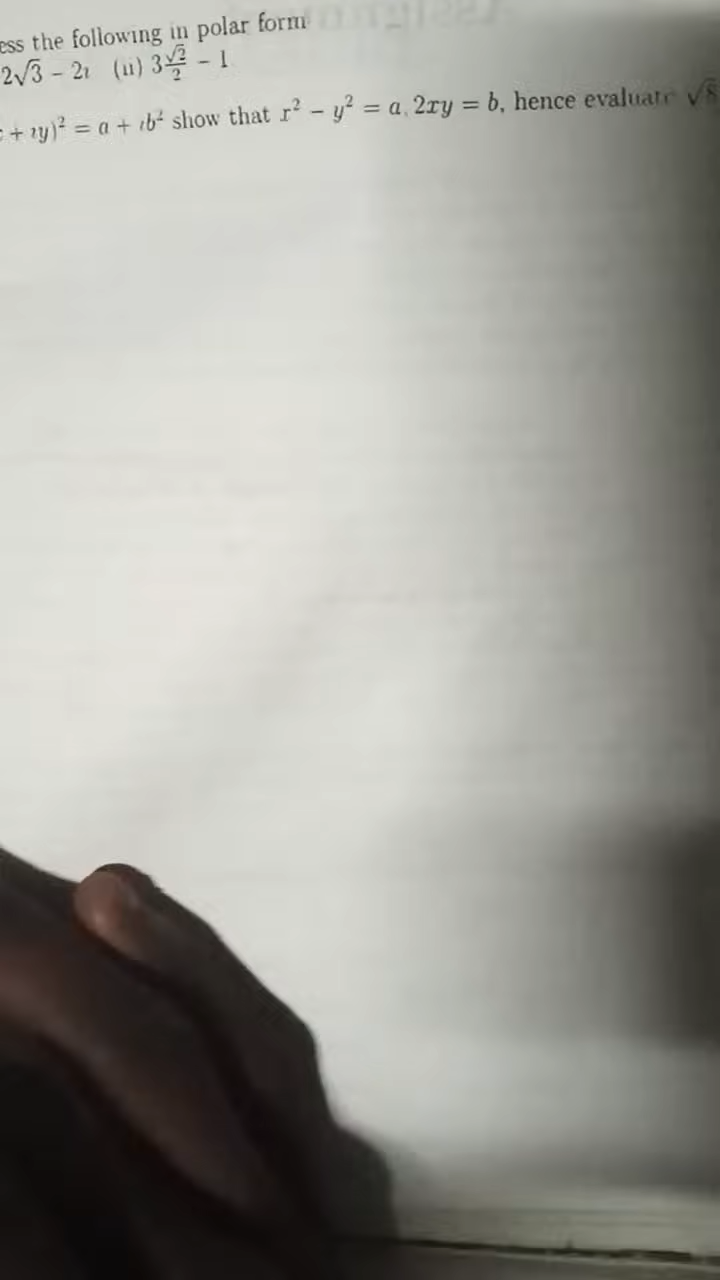 the following in polar form
2√3 − 2i (ii) 3√2/2 − 1
+ iy)² = a + ib² show that x² − y² = a, 2xy = b, hence evaluate √8